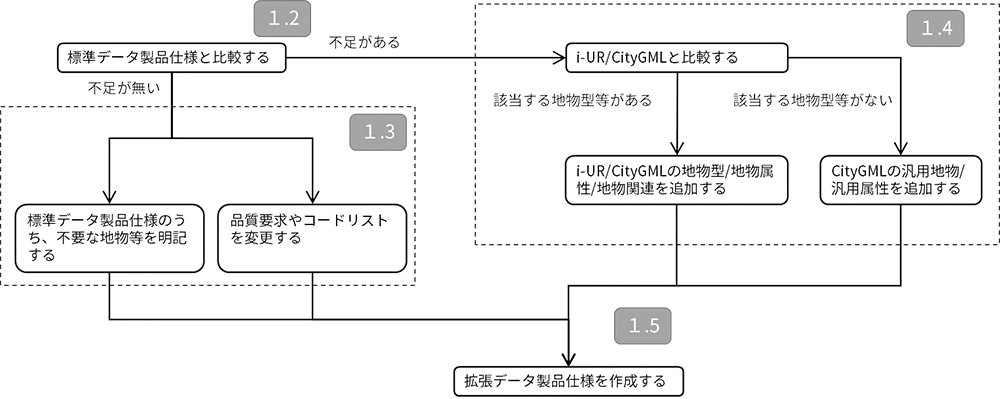 １.２
標準データ製品仕様と比較する
不足がある
不足が無い
１.３
標準データ製品仕様のう
ち、不要な地物等を明記
する
品質要求やコードリスト
を変更する
１.４
i-UR/CityGMLと比較する
該当する地物型等がある
該当する地物型等がない
i-UR/CityGMLの地物型/地物属
性/地物関連を追加する
CityGMLの汎用地物/
汎用属性を追加する
１.５
拡張データ製品仕様を作成する